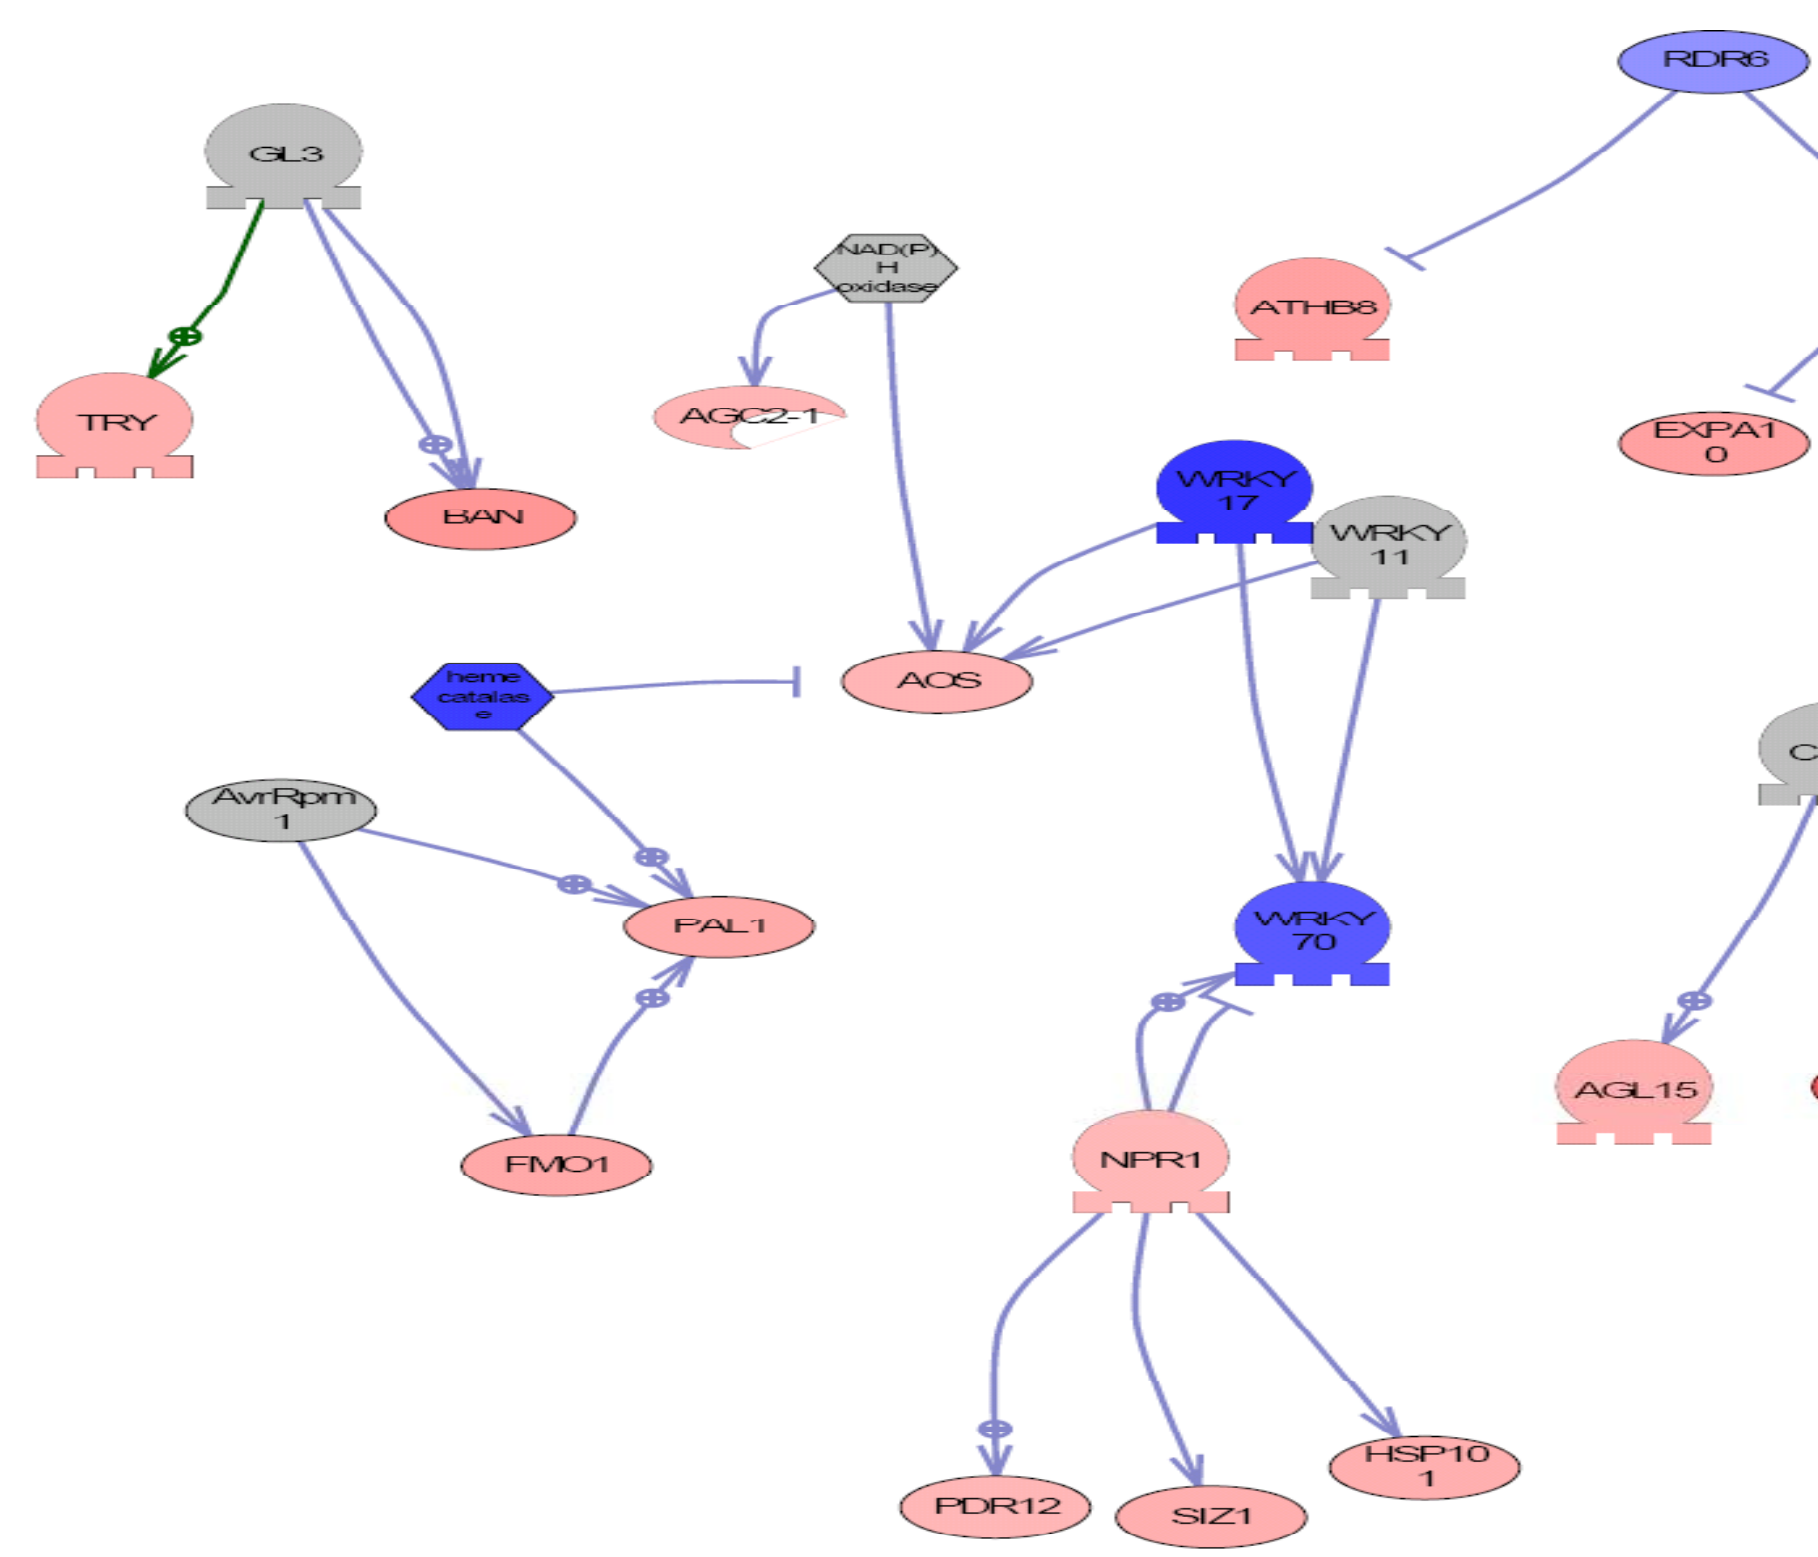 RDR6
GL3
NAD(P)
H
oxidase
ATHB8
TRY
AGC2-1
EXPA1
0
WRKY
17
BAN
WRKY
11
heme
catalas
e
AOS
C
AvrRpm
1
PAL1
WRKY
70
AGL15
FMO1
NPR1
HSP10
1
PDR12
SIZ1